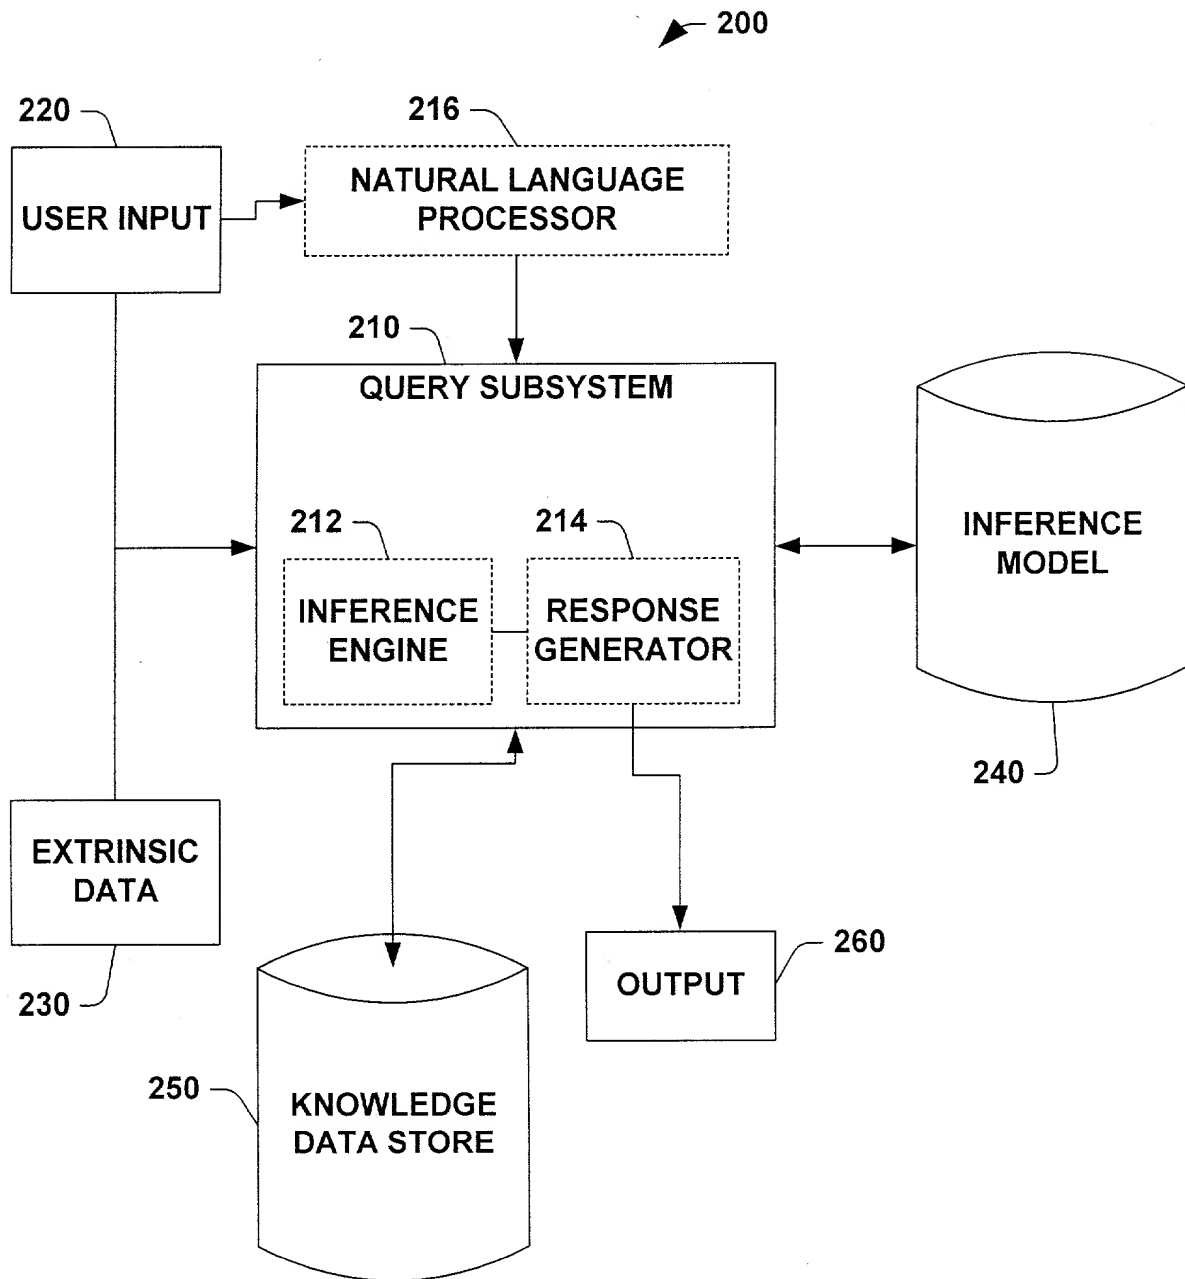 200
220
216
USER INPUT
NATURAL LANGUAGE
PROCESSOR
210
QUERY SUBSYSTEM
212
214
INFERENCE
ENGINE
RESPONSE
GENERATOR
INFERENCE
MODEL
240
EXTRINSIC
DATA
230
260
OUTPUT
250
KNOWLEDGE
DATA STORE